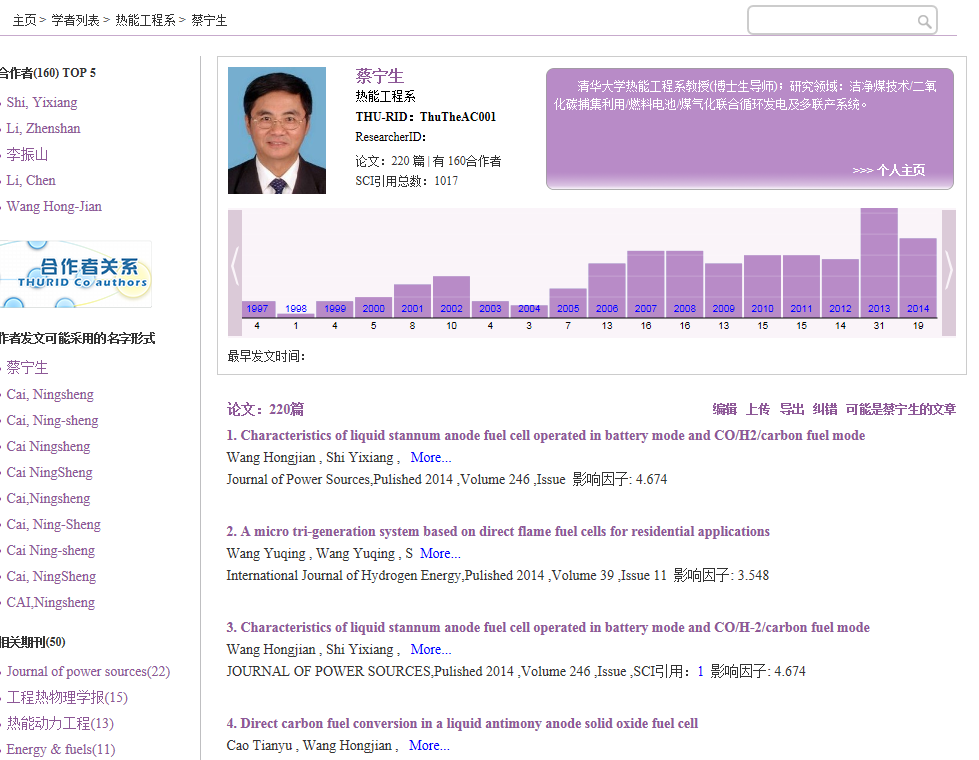 主页 > 学者列表 > 热能工程系 > 蔡宁生
合作者(160) TOP 5
Shi, Yixiang
Li, Zhenshan
李振山
Li, Chen
Wang Hong-Jian
合作者关系
THURID Co authors
作者发文可能采用的名字形式
蔡宁生
Cai, Ningsheng
Cai, Ning-sheng
Cai Ningsheng
Cai NingSheng
Cai,Ningsheng
Cai, Ning-Sheng
Cai Ning-sheng
Cai, NingSheng
CAI,Ningsheng
相关期刊(50)
Journal of power sources(22)
工程热物理学报(15)
热能动力工程(13)
Energy & fuels(11)
蔡宁生
热能工程系
THU-RID：ThuTheAC001
ResearcherID：
论文：220 篇 | 有 160合作者
SCI引用总数：1017
清华大学热能工程系教授(博士生导师)；研究领域：洁净煤技术/二氧
化碳捕集利用/燃料电池/煤气化联合循环发电及多联产系统。
>>> 个人主页
1997 1998 1999 2000 2001 2002 2003 2004 2005 2006 2007 2008 2009 2010 2011 2012 2013 2014
4 1 4 5 8 10 4 3 7 13 16 16 13 15 15 14 31 19
最早发文时间：
论文：220篇
编辑 上传 导出 纠错 可能是蔡宁生的文章
1. Characteristics of liquid stannum anode fuel cell operated in battery mode and CO/H2/carbon fuel mode
Wang Hongjian , Shi Yixiang , More...
Journal of Power Sources,Pulished 2014 ,Volume 246 ,Issue 影响因子: 4.674
2. A micro tri-generation system based on direct flame fuel cells for residential applications
Wang Yuqing , Wang Yuqing , S More...
International Journal of Hydrogen Energy,Pulished 2014 ,Volume 39 ,Issue 11 影响因子: 3.548
3. Characteristics of liquid stannum anode fuel cell operated in battery mode and CO/H-2/carbon fuel mode
Wang Hongjian , Shi Yixiang , More...
JOURNAL OF POWER SOURCES,Pulished 2014 ,Volume 246 ,Issue ,SCI引用：1 影响因子: 4.674
4. Direct carbon fuel conversion in a liquid antimony anode solid oxide fuel cell
Cao Tianyu , Wang Hongjian , More...